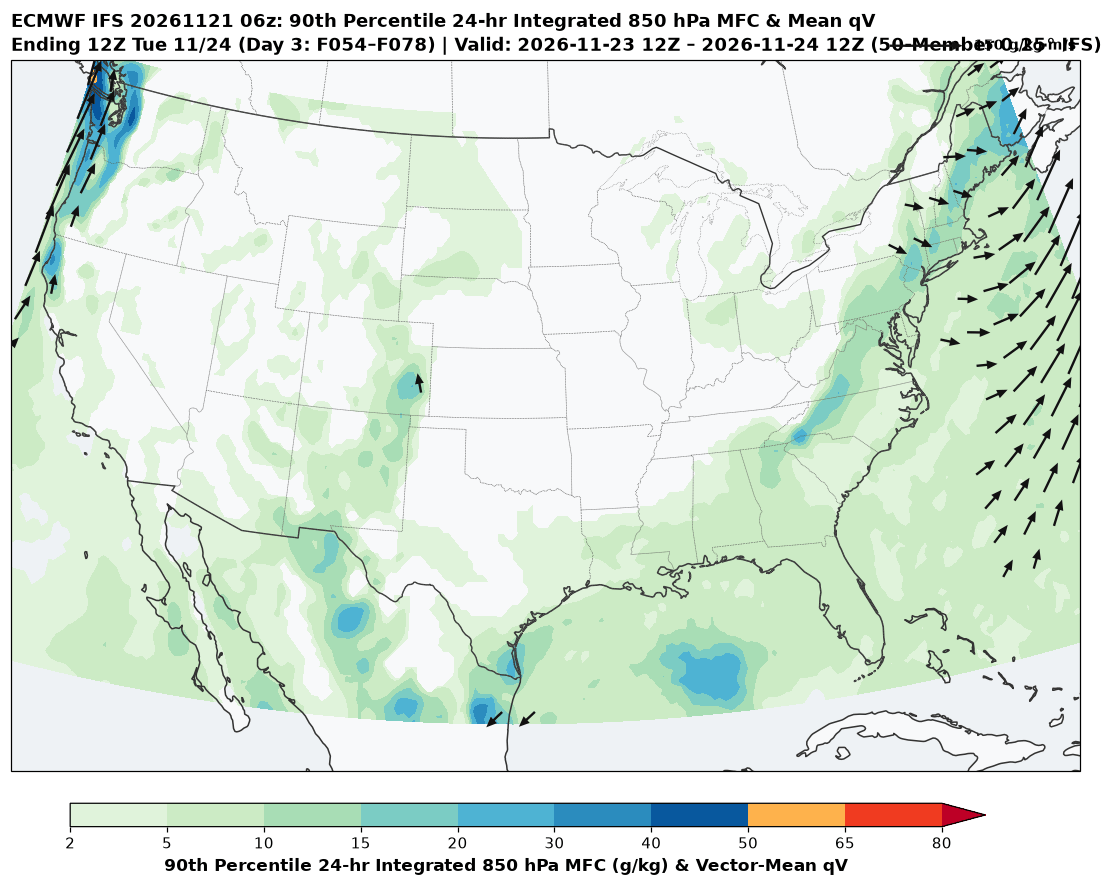 ECMWF IFS 20261121 06z: 90th Percentile 24-hr Integrated 850 hPa MFC & Mean qV
Ending 12Z Tue 11/24 (Day 3: F054–F078) | Valid: 2026-11-23 12Z – 2026-11-24 12Z (50-Member 0.25° IFS)
150 g/kg m/s
2 5 10 15 20 30 40 50 65 80
90th Percentile 24-hr Integrated 850 hPa MFC (g/kg) & Vector-Mean qV